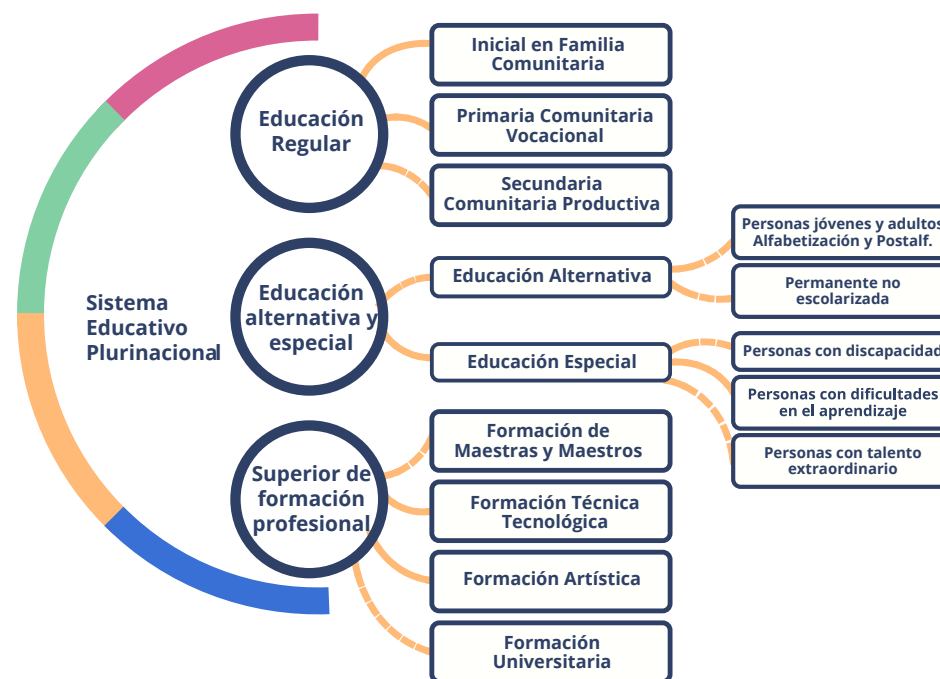 Sistema
Educativo
Plurinacional
Educación
Regular
Inicial en Familia
Comunitaria
Primaria Comunitaria
Vocacional
Secundaria
Comunitaria Productiva
Educación
alternativa y
especial
Educación Alternativa
Personas jóvenes y adultos
Alfabetización y Postalf.
Permanente no
escolarizada
Educación Especial
Personas con discapacidad
Personas con dificultades
en el aprendizaje
Personas con talento
extraordinario
Superior de
formación
profesional
Formación de
Maestras y Maestros
Formación Técnica
Tecnológica
Formación Artística
Formación
Universitaria